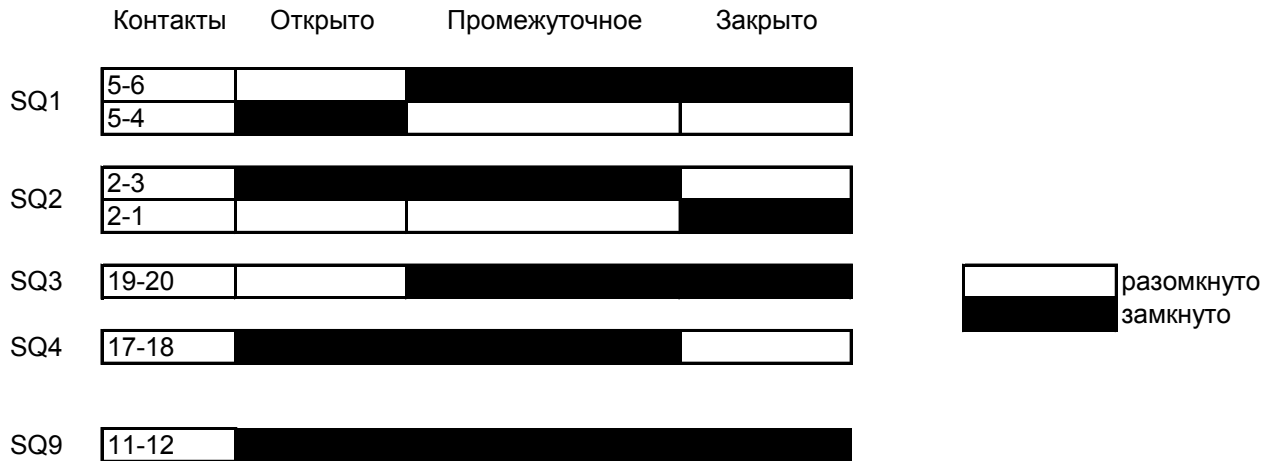 Контакты Открыто Промежуточное Закрыто
SQ1 5-6
5-4
SQ2 2-3
2-1
SQ3 19-20 разомкнуто
замкнуто
SQ4 17-18
SQ9 11-12